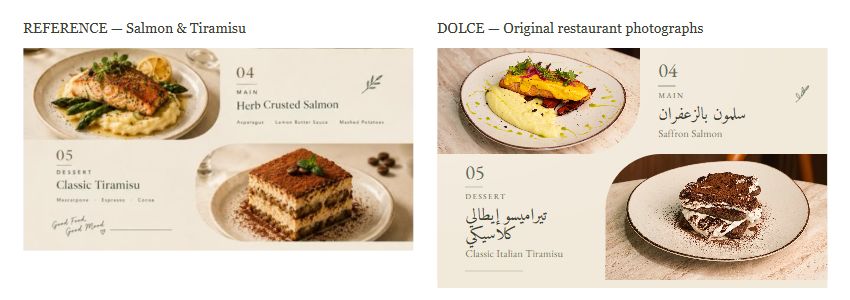 REFERENCE — Salmon & Tiramisu
04
MAIN
Herb Crusted Salmon
Asparagus Lemon Butter Sauce Mashed Potatoes
05
DESSERT
Classic Tiramisu
Mascarpone · Espresso · Cocoa
Good Food,
Good Mood
DOLCE — Original restaurant photographs
04
MAIN
سلمون بالزعفران
Saffron Salmon
05
DESSERT
تيراميسو إيطالي
كلاسيكي
Classic Italian Tiramisu